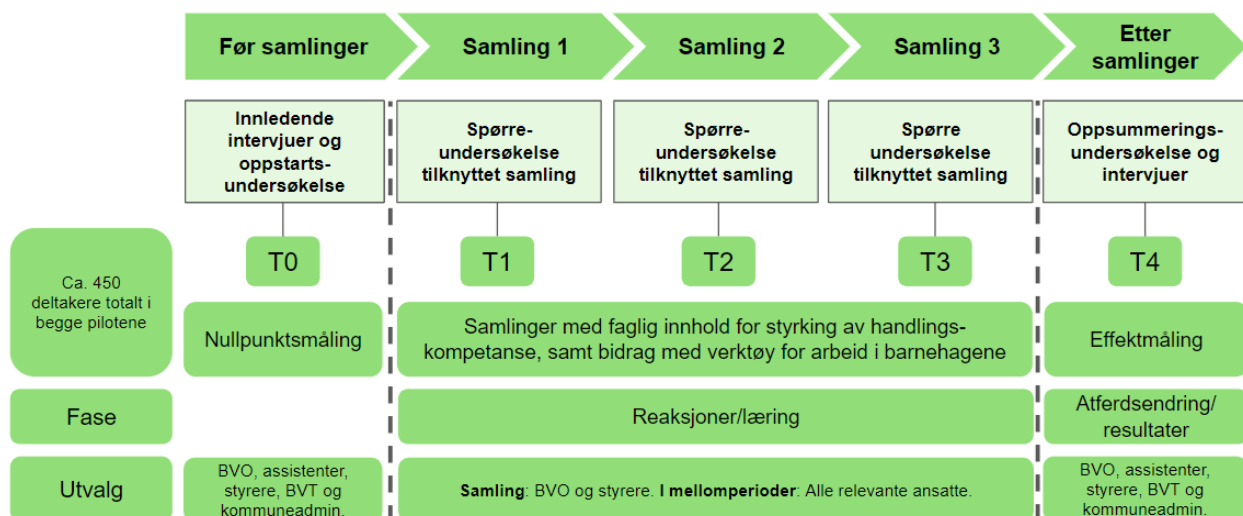 Før samlinger
Samling 1
Samling 2
Samling 3
Etter
samlinger
Innledende
intervjuer og
oppstarts-
undersøkelse
Spørre-
undersøkelse
tilknyttet samling
Spørre-
undersøkelse
tilknyttet samling
Spørre
undersøkelse
tilknyttet samling
Oppsummerings-
undersøkelse og
intervjuer
T0
T1
T2
T3
T4
Ca. 450
deltakere totalt i
begge pilotene
Nullpunktsmåling
Samlinger med faglig innhold for styrking av handlings-
kompetanse, samt bidrag med verktøy for arbeid i barnehagene
Effektmåling
Fase
Reaksjoner/læring
Atferdsendring/
resultater
Utvalg
BVO, assistenter,
styrere, BVT og
kommuneadmin.
Samling: BVO og styrere. I mellomperioder: Alle relevante ansatte.
BVO, assistenter,
styrere, BVT og
kommuneadmin.